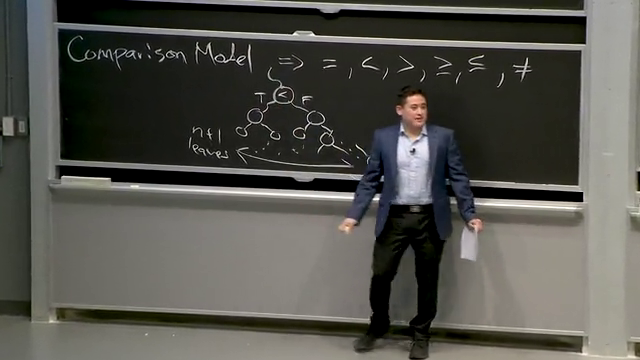 Comparison Model => =, <, >, ≥, ≤, ≠
T < F
n+1
leaves